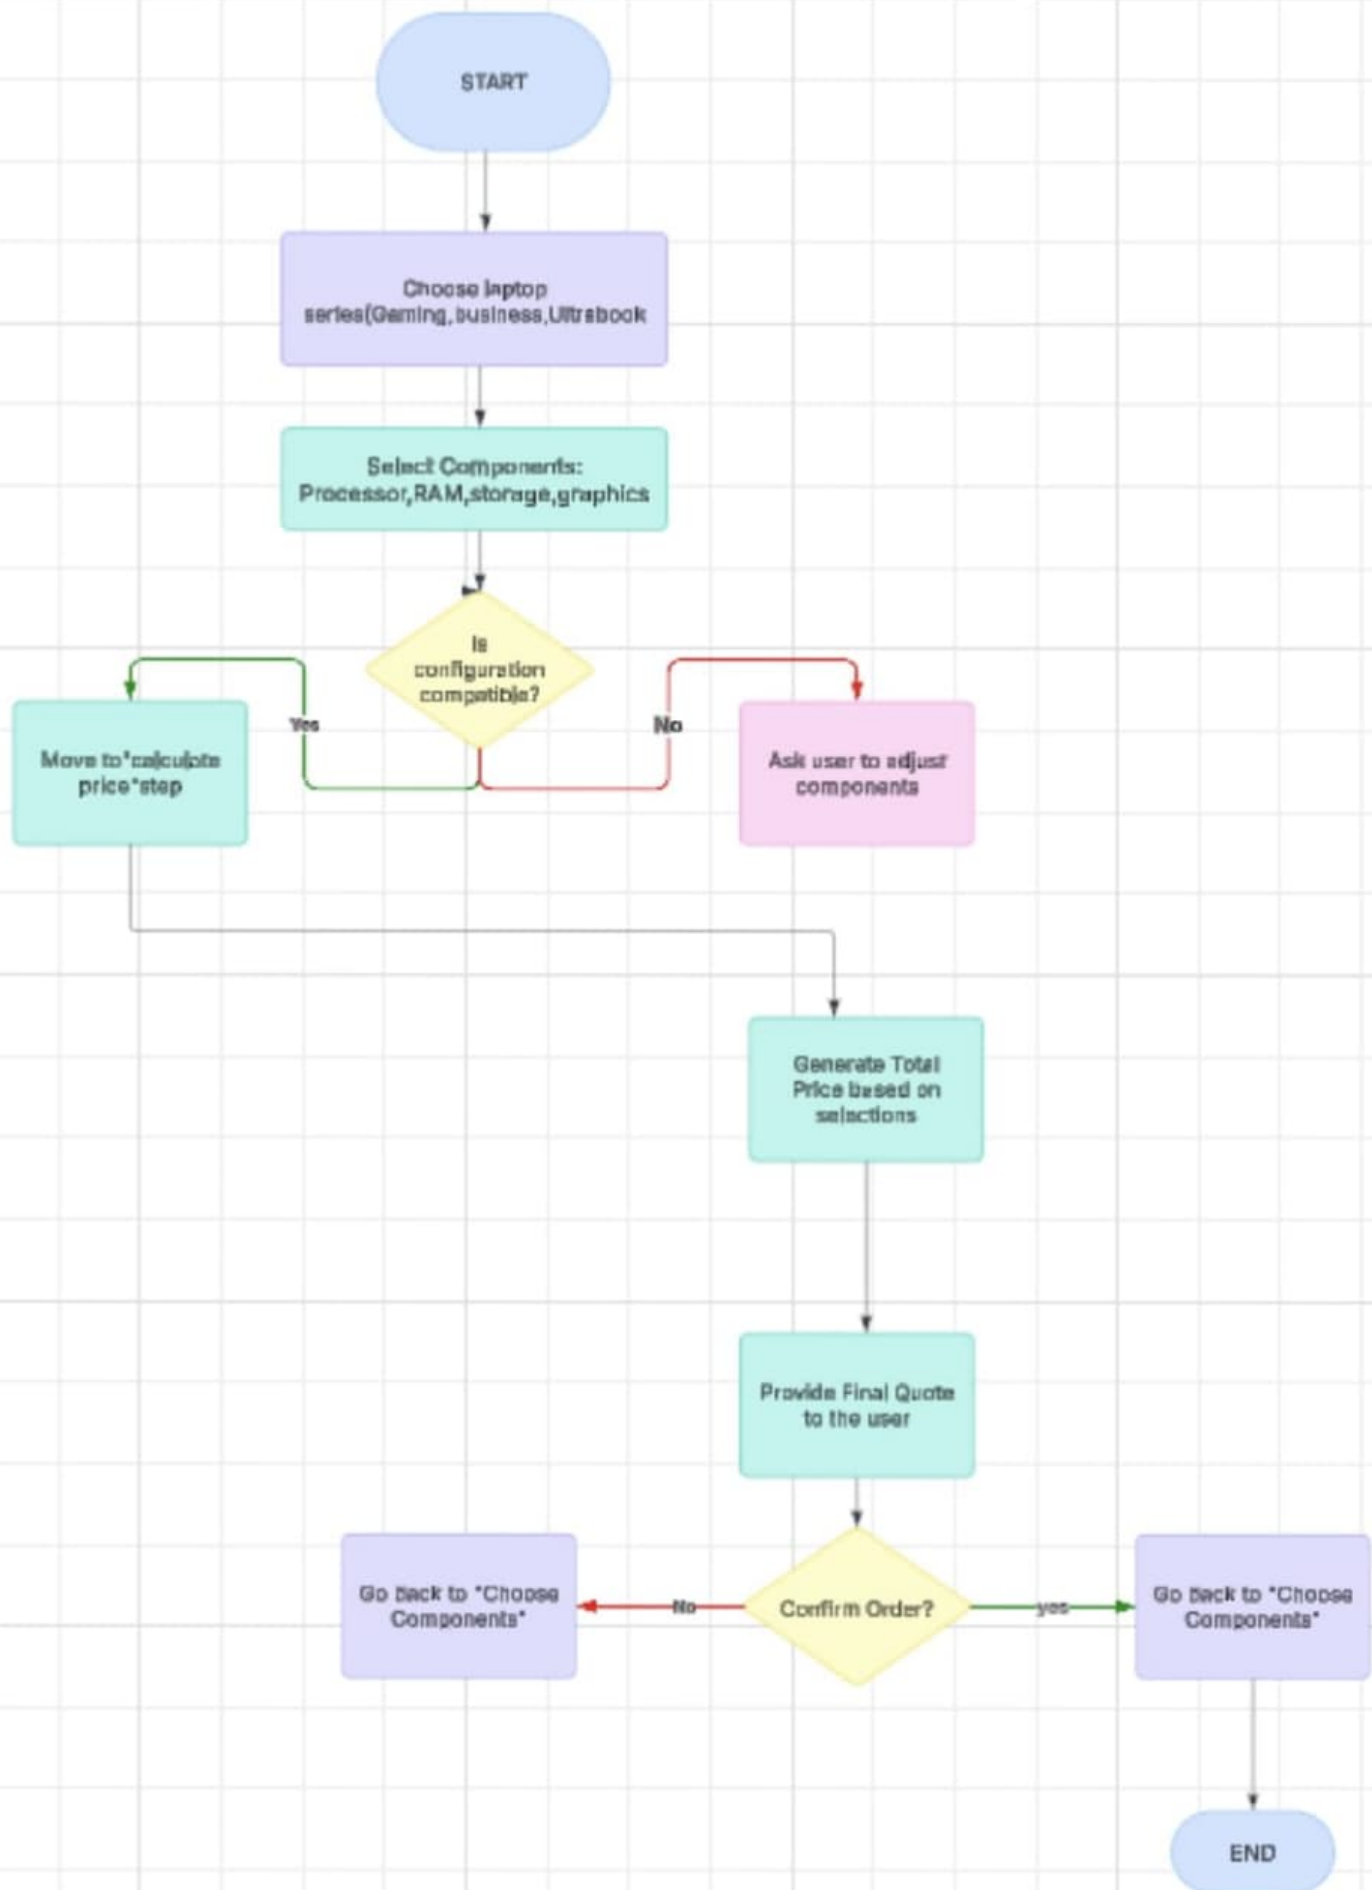 START
Choose laptop
series(Gaming,business,Ultrabook
Select Components:
Processor,RAM,storage,graphics
Is
configuration
compatible?
Yes
No
Move to"calculate
price"step
Ask user to adjust
components
Generate Total
Price based on
selections
Provide Final Quote
to the user
Go back to "Choose
Components"
No
Confirm Order?
yes
Go back to "Choose
Components"
END